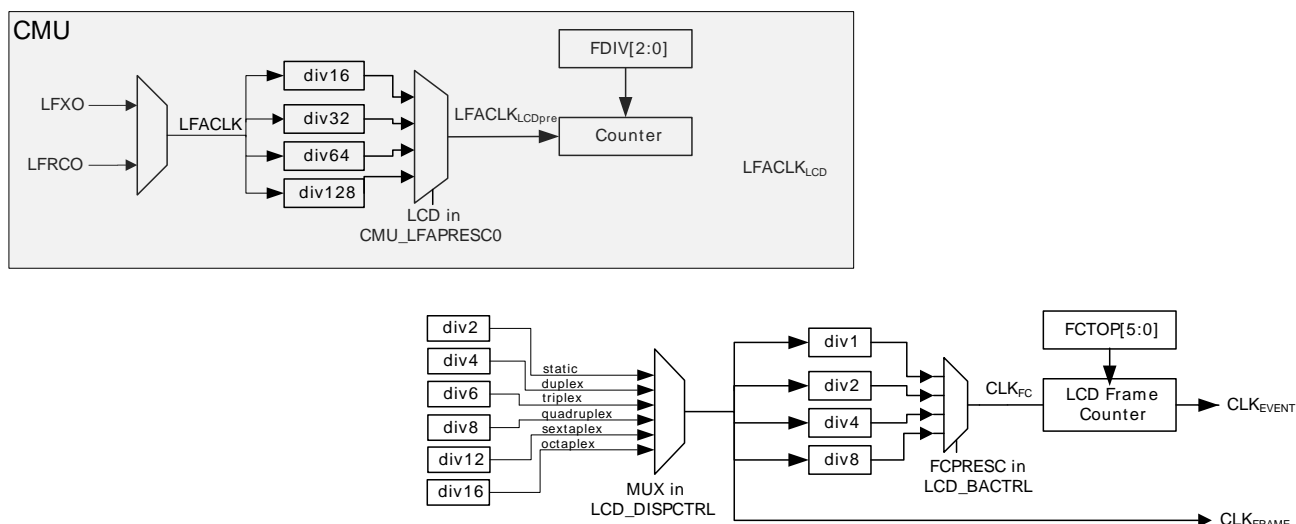 CMU
FDIV[2:0]
div16
LFXO
LFACLK
div32
LFACLKLCDpre
Counter
LFRCO
div64
LFACLKLCD
div128
LCD in
CMU_LFAPRESC0
div2
div4
div6
div8
div12
div16
static
duplex
triplex
quadruplex
sextaplex
octaplex
MUX in
LCD_DISPCTRL
div1
div2
div4
div8
FCPRESC in
LCD_BACTRL
CLKFC
FCTOP[5:0]
LCD Frame
Counter
CLKEVENT
CLKFRAME